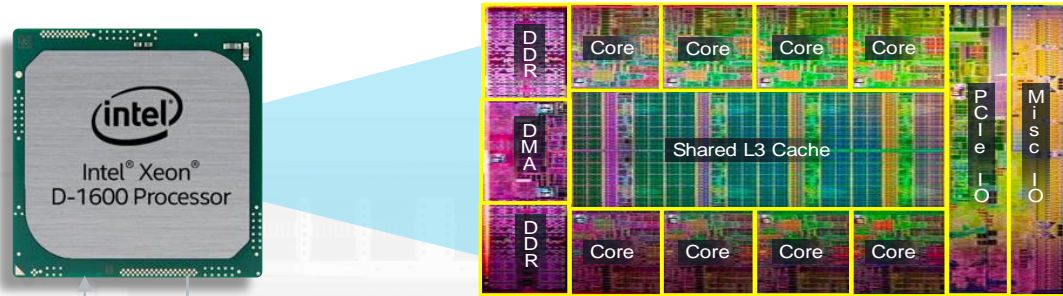 intel
Intel® Xeon®
D-1600 Processor
DDR
Core
Core
Core
Core
DMA
Shared L3 Cache
PCIe IO
Misc IO
DDR
Core
Core
Core
Core